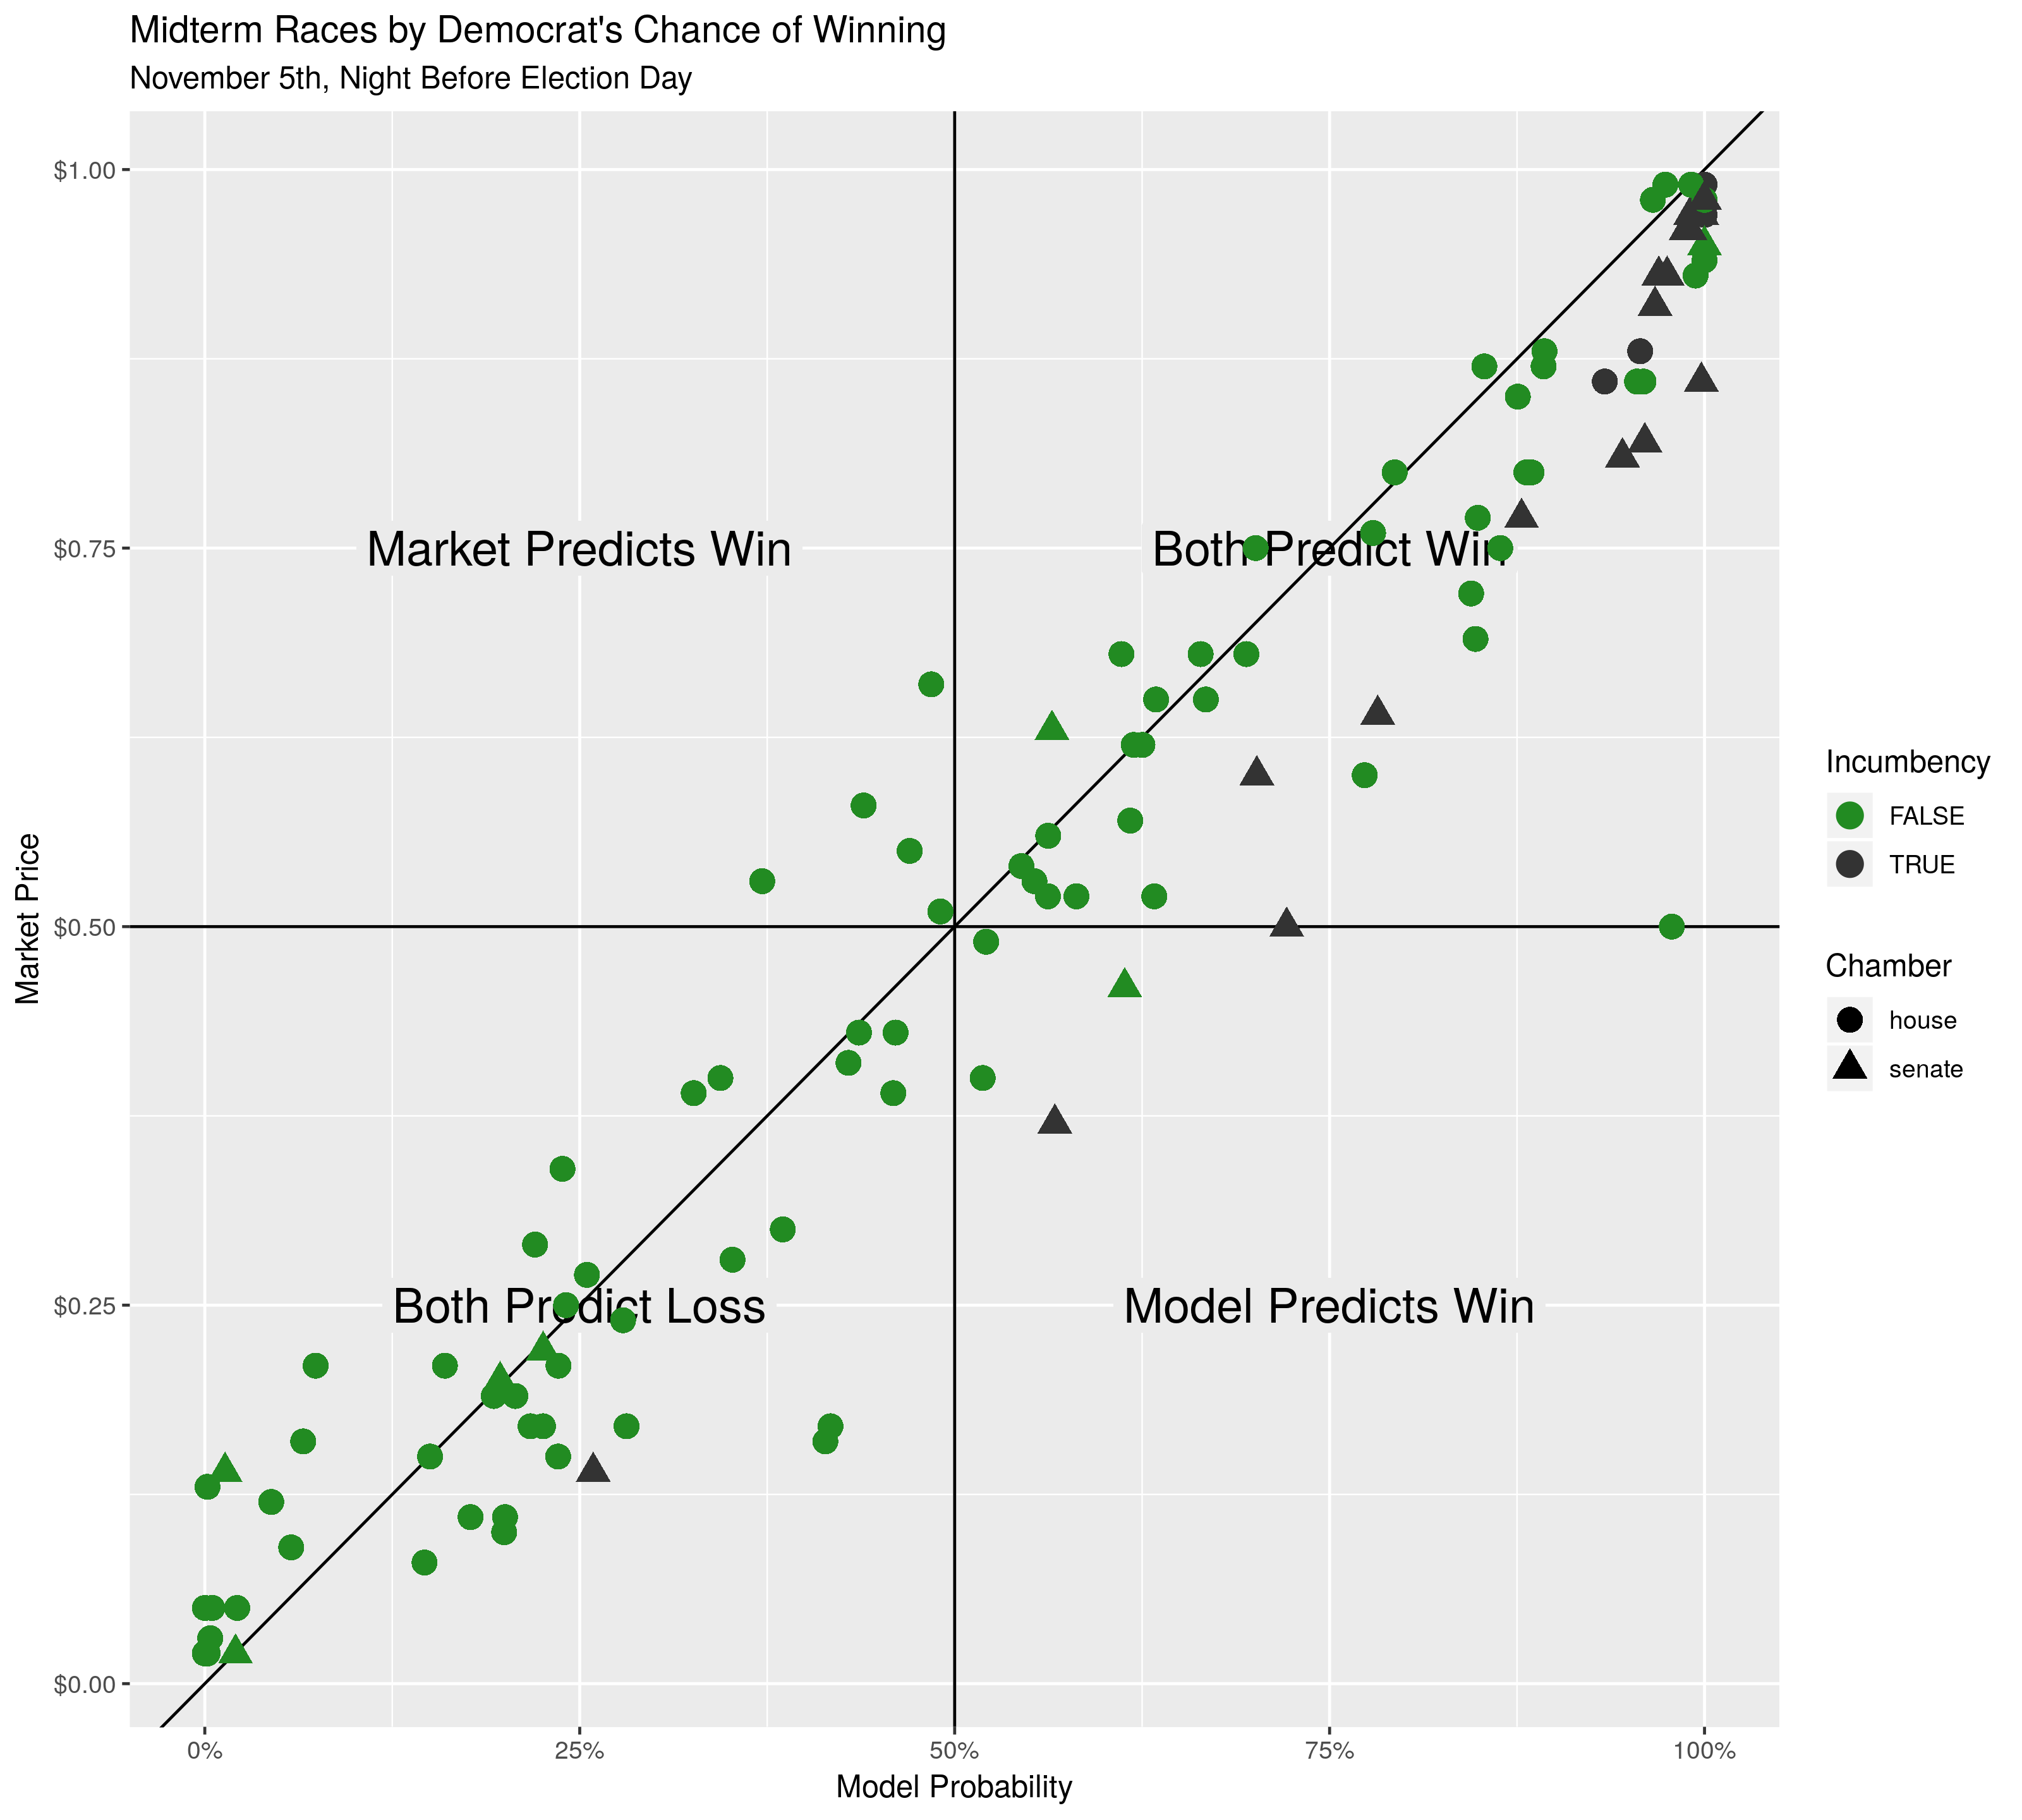 Midterm Races by Democrat's Chance of Winning
November 5th, Night Before Election Day
$1.00
$0.75
$0.50
$0.25
$0.00
Market Price
Market Predicts Win
Both Predict Win
Both Predict Loss
Model Predicts Win
0%
25%
50%
75%
100%
Model Probability
Incumbency
FALSE
TRUE
Chamber
house
senate